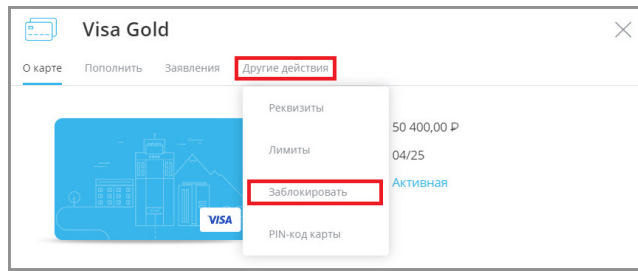 Visa Gold
О карте Пополнить Заявления Другие действия
Реквизиты
50 400,00 ₽
Лимиты
04/25
Заблокировать
Активная
VISA
PIN-код карты